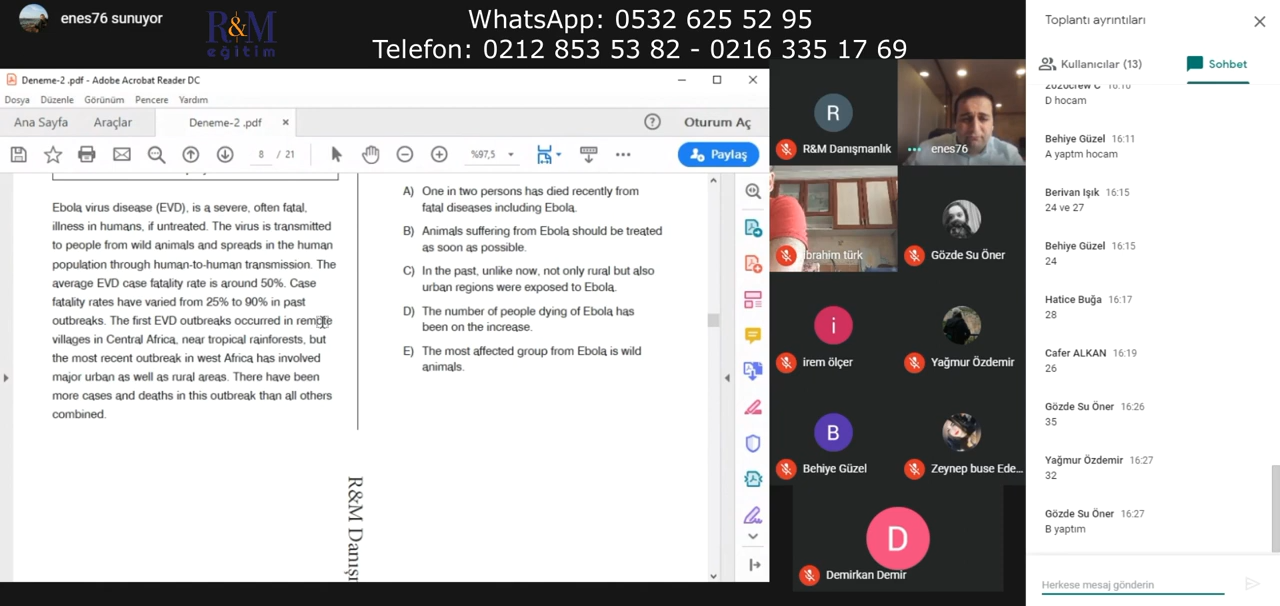 enes76 sunuyor
R&M
eğitim
WhatsApp: 0532 625 52 95
Telefon: 0212 853 53 82 - 0216 335 17 69
Deneme-2 .pdf - Adobe Acrobat Reader DC
Dosya Düzenle Görünüm Pencere Yardım
Ana Sayfa Araçlar Deneme-2 .pdf × Oturum Aç
8 / 21 %97,5 Paylaş
Ebola virus disease (EVD), is a severe, often fatal,
illness in humans, if untreated. The virus is transmitted
to people from wild animals and spreads in the human
population through human-to-human transmission. The
average EVD case fatality rate is around 50%. Case
fatality rates have varied from 25% to 90% in past
outbreaks. The first EVD outbreaks occurred in remote
villages in Central Africa, near tropical rainforests, but
the most recent outbreak in west Africa has involved
major urban as well as rural areas. There have been
more cases and deaths in this outbreak than all others
combined.
A) One in two persons has died recently from
fatal diseases including Ebola.
B) Animals suffering from Ebola should be treated
as soon as possible.
C) In the past, unlike now, not only rural but also
urban regions were exposed to Ebola.
D) The number of people dying of Ebola has
been on the increase.
E) The most affected group from Ebola is wild
animals.
R&M Danışm
R
R&M Danışmanlık
enes76
ibrahim türk
Gözde Su Öner
i
irem ölçer
Yağmur Özdemir
B
Behiye Güzel
Zeynep buse Ede...
D
Demirkan Demir
Toplantı ayrıntıları
Kullanıcılar (13) Sohbet
2020crew C 16:10
D hocam
Behiye Güzel 16:11
A yaptm hocam
Berivan Işık 16:15
24 ve 27
Behiye Güzel 16:15
24
Hatice Buğa 16:17
28
Cafer ALKAN 16:19
26
Gözde Su Öner 16:26
35
Yağmur Özdemir 16:27
32
Gözde Su Öner 16:27
B yaptım
Herkese mesaj gönderin